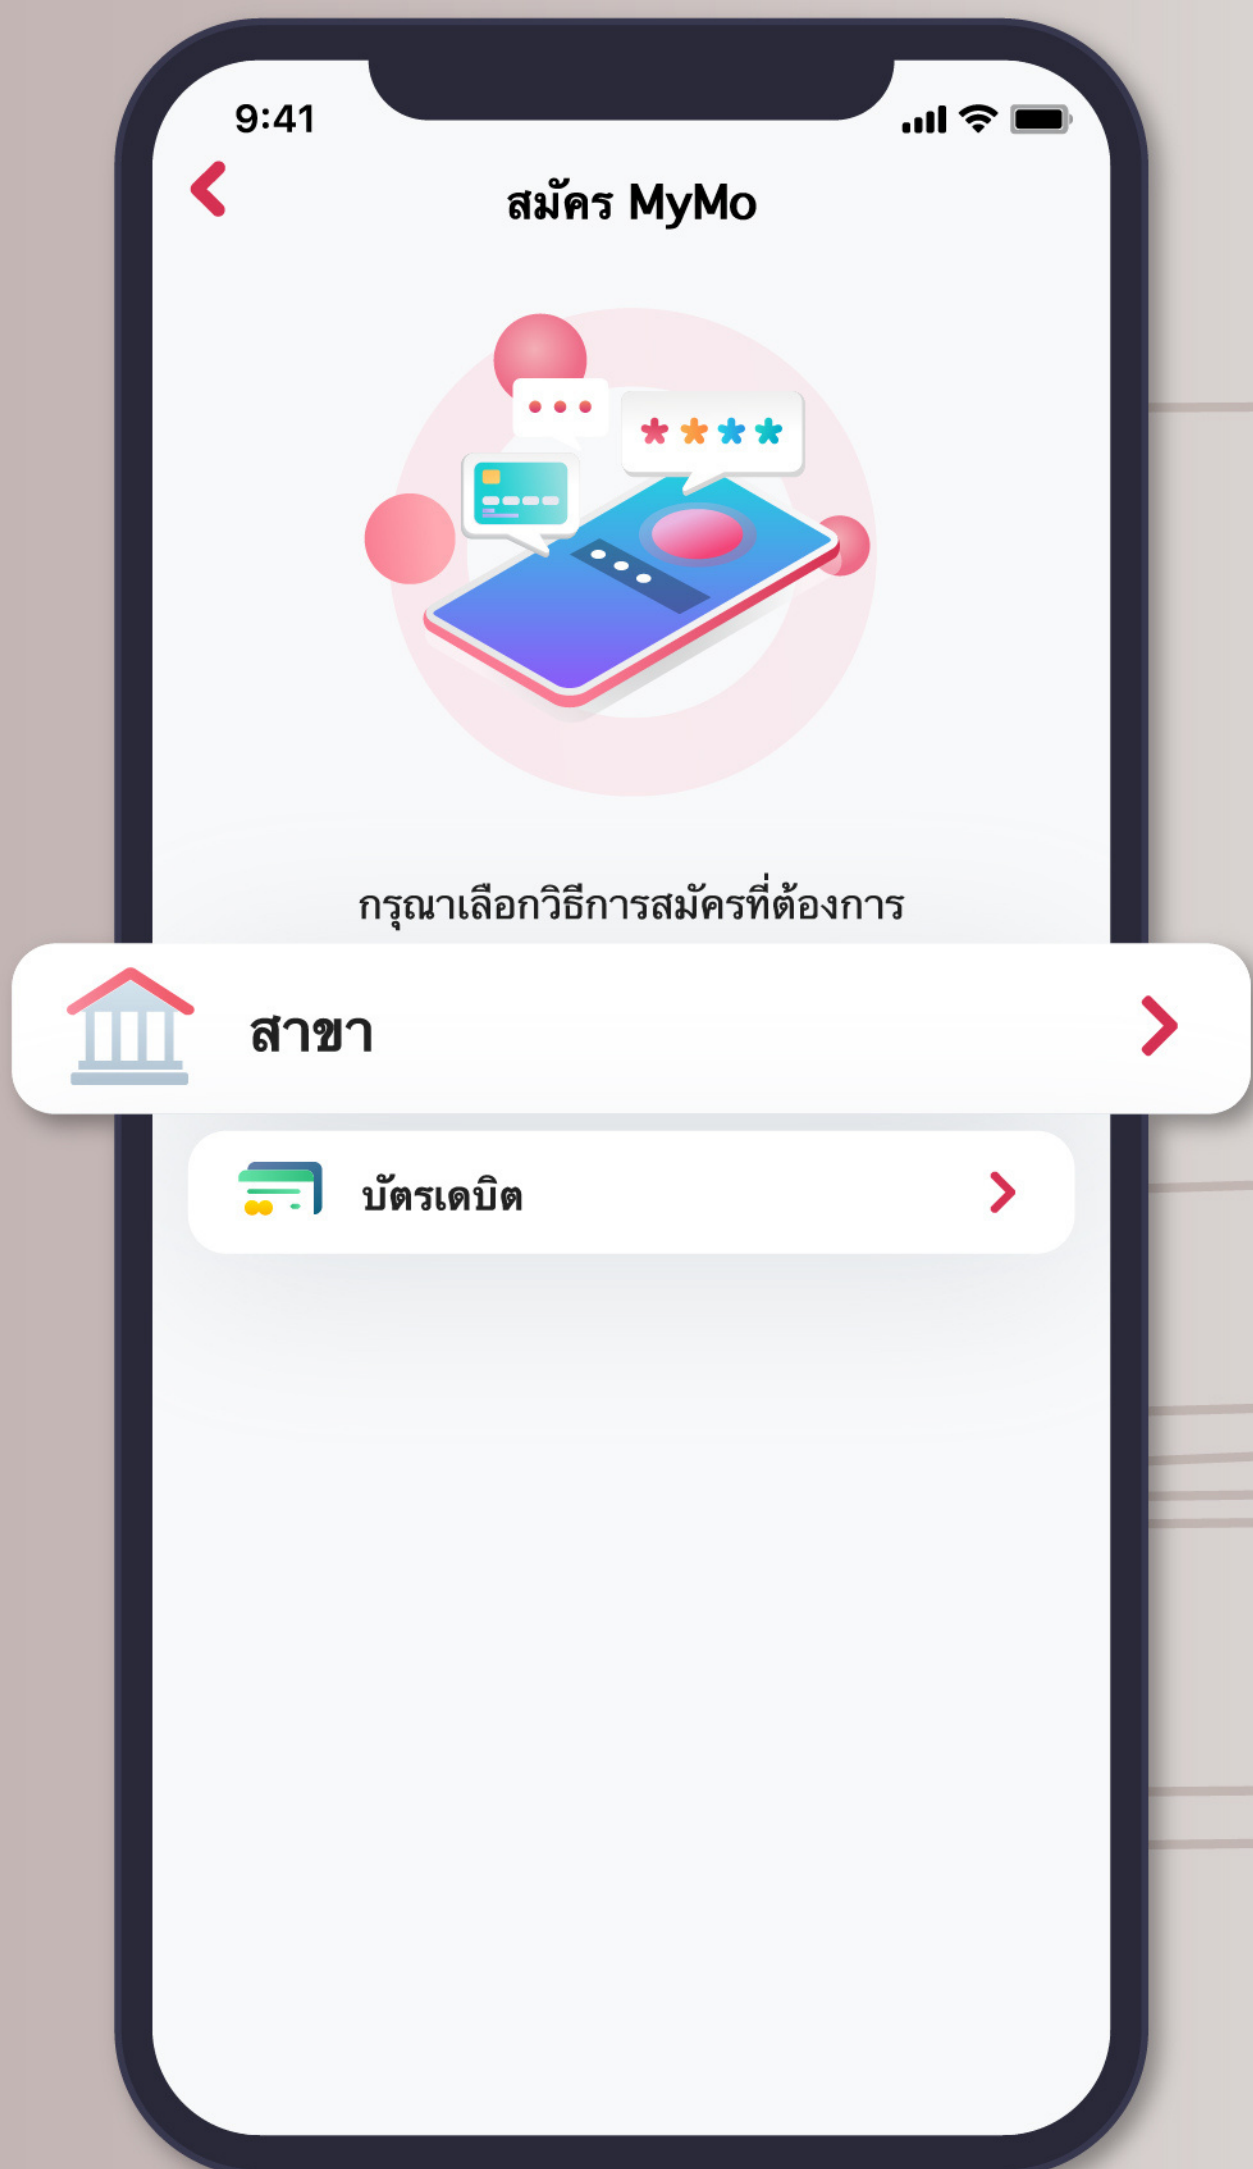 9:41
สมัคร MyMo
****
กรุณาเลือกวิธีการสมัครที่ต้องการ
สาขา
บัตรเดบิต